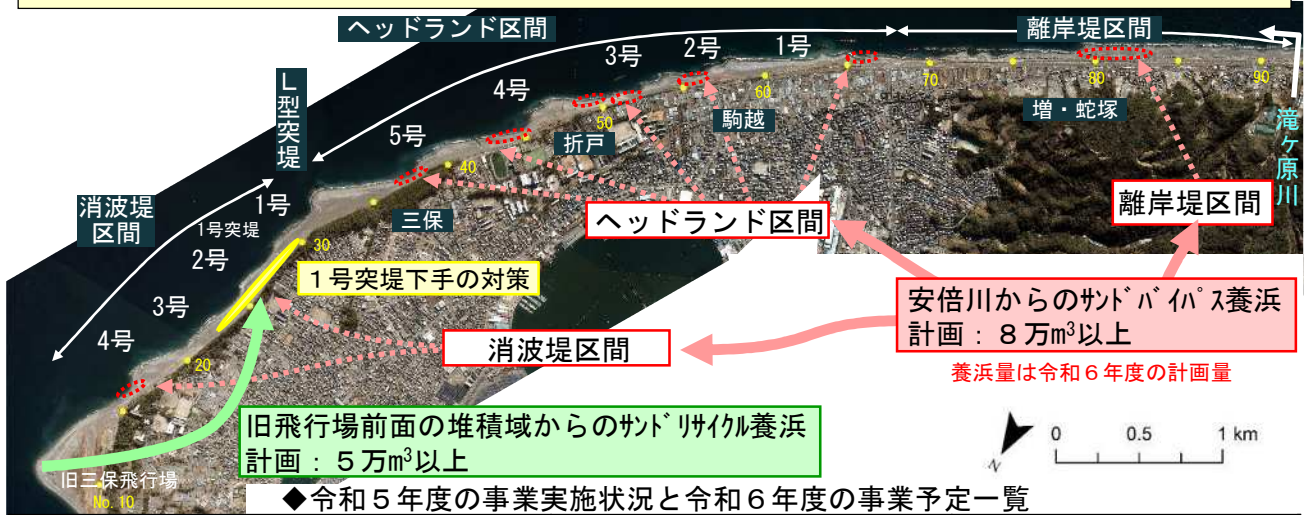 ヘッドランド区間
離岸堤区間
3号
2号
1号
4号
5号
L型突堤
消波堤
区間
1号
1号突堤
2号
3号
4号
70
80
90
60
50
40
30
20
増・蛇塚
駒越
折戸
三保
滝ヶ原川
離岸堤区間
ヘッドランド区間
1号突堤下手の対策
消波堤区間
安倍川からのサンドバイパス養浜
計画:8万m³以上
養浜量は令和6年度の計画量
旧飛行場前面の堆積域からのサンドリサイクル養浜
計画:5万m³以上
旧三保飛行場
No. 10
N
0 0.5 1 km
◆令和5年度の事業実施状況と令和6年度の事業予定一覧